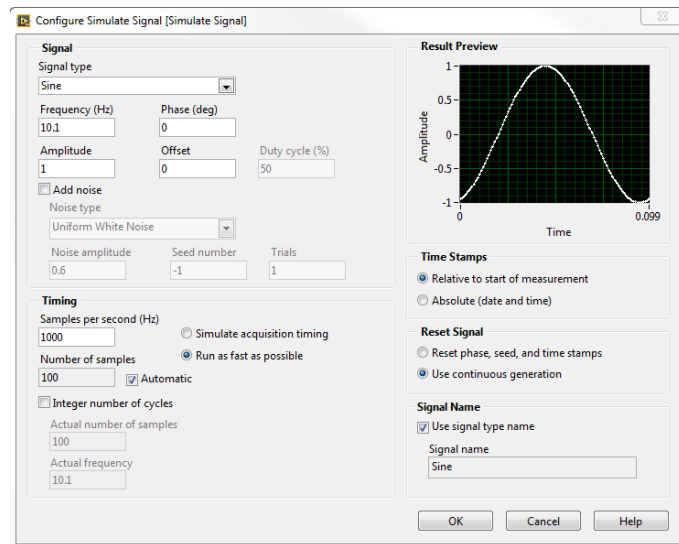 Configure Simulate Signal [Simulate Signal]
Signal
Signal type
Sine
Frequency (Hz) Phase (deg)
10.1 0
Amplitude Offset Duty cycle (%)
1 0 50
Add noise
Noise type
Uniform White Noise
Noise amplitude Seed number Trials
0.6 -1 1
Timing
Samples per second (Hz)
1000
Simulate acquisition timing
Run as fast as possible
Number of samples
100
Automatic
Integer number of cycles
Actual number of samples
100
Actual frequency
10.1
Result Preview
Amplitude
1
0.5
0
-0.5
-1
0 0.099
Time
Time Stamps
Relative to start of measurement
Absolute (date and time)
Reset Signal
Reset phase, seed, and time stamps
Use continuous generation
Signal Name
Use signal type name
Signal name
Sine
OK Cancel Help